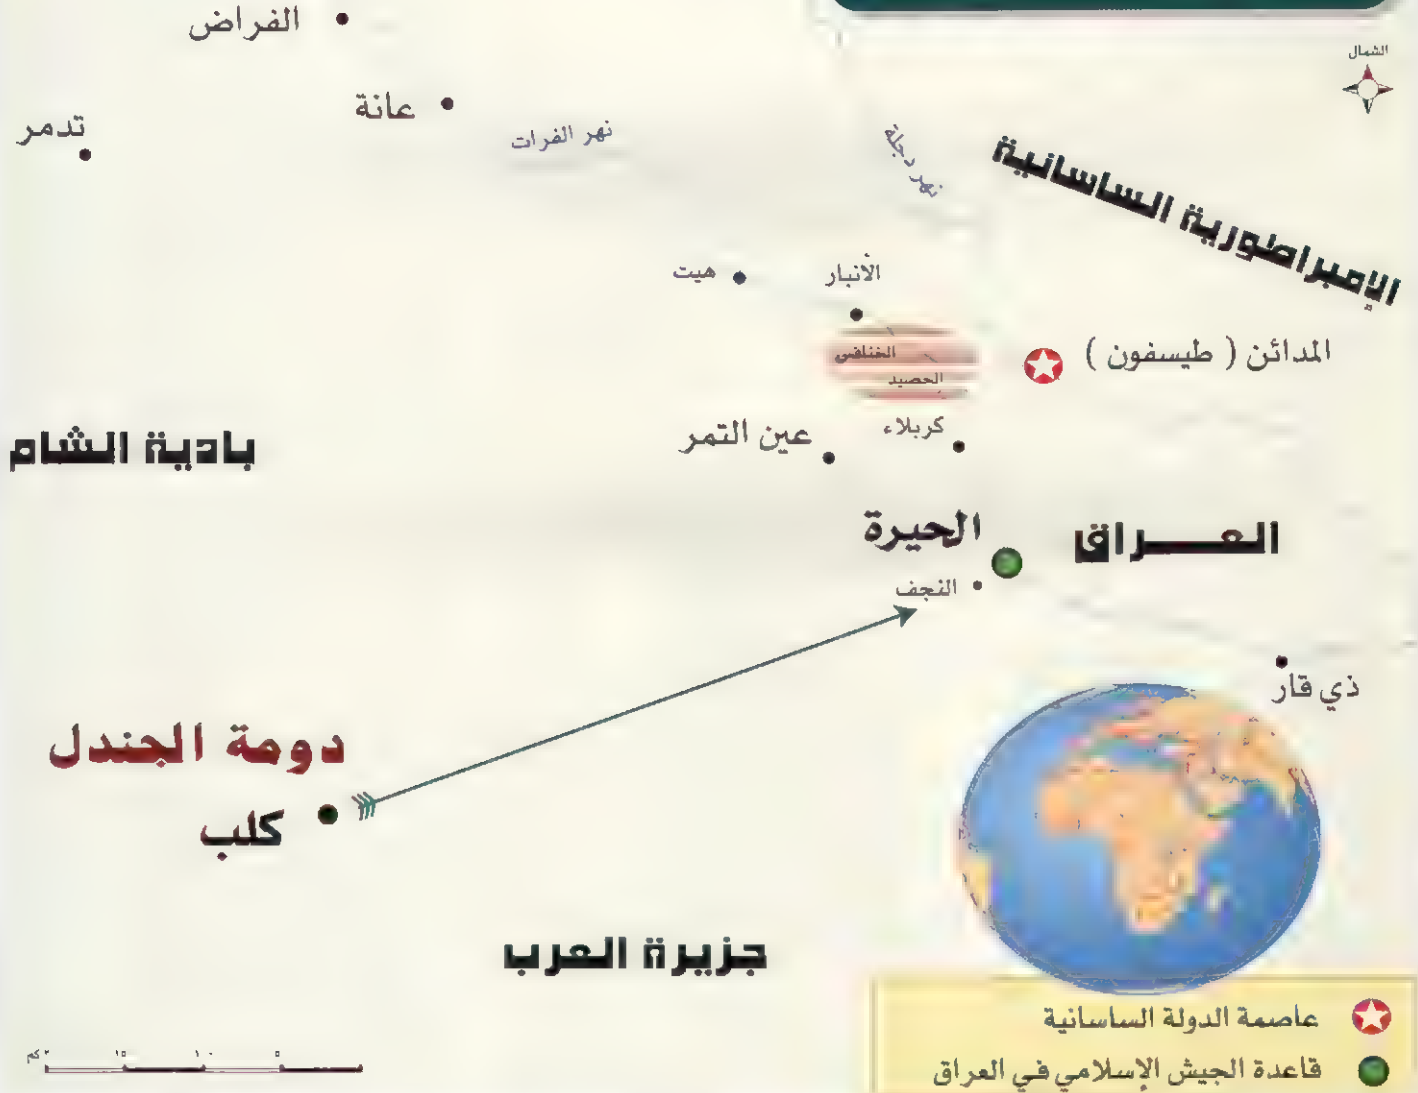 الشمال
الفراض
عانة
تدمر
نهر الفرات
نهر دجلة
الإمبراطورية الساسانية
هيت
الأنبار
الخنافس
الحصيد
المدائن ( طيسفون )
كربلاء
عين التمر
بادية الشام
الحيرة
العـــراق
النجف
ذي قار
دومة الجندل
كلب
جزيرة العرب
عاصمة الدولة الساسانية
قاعدة الجيش الإسلامي في العراق
كم